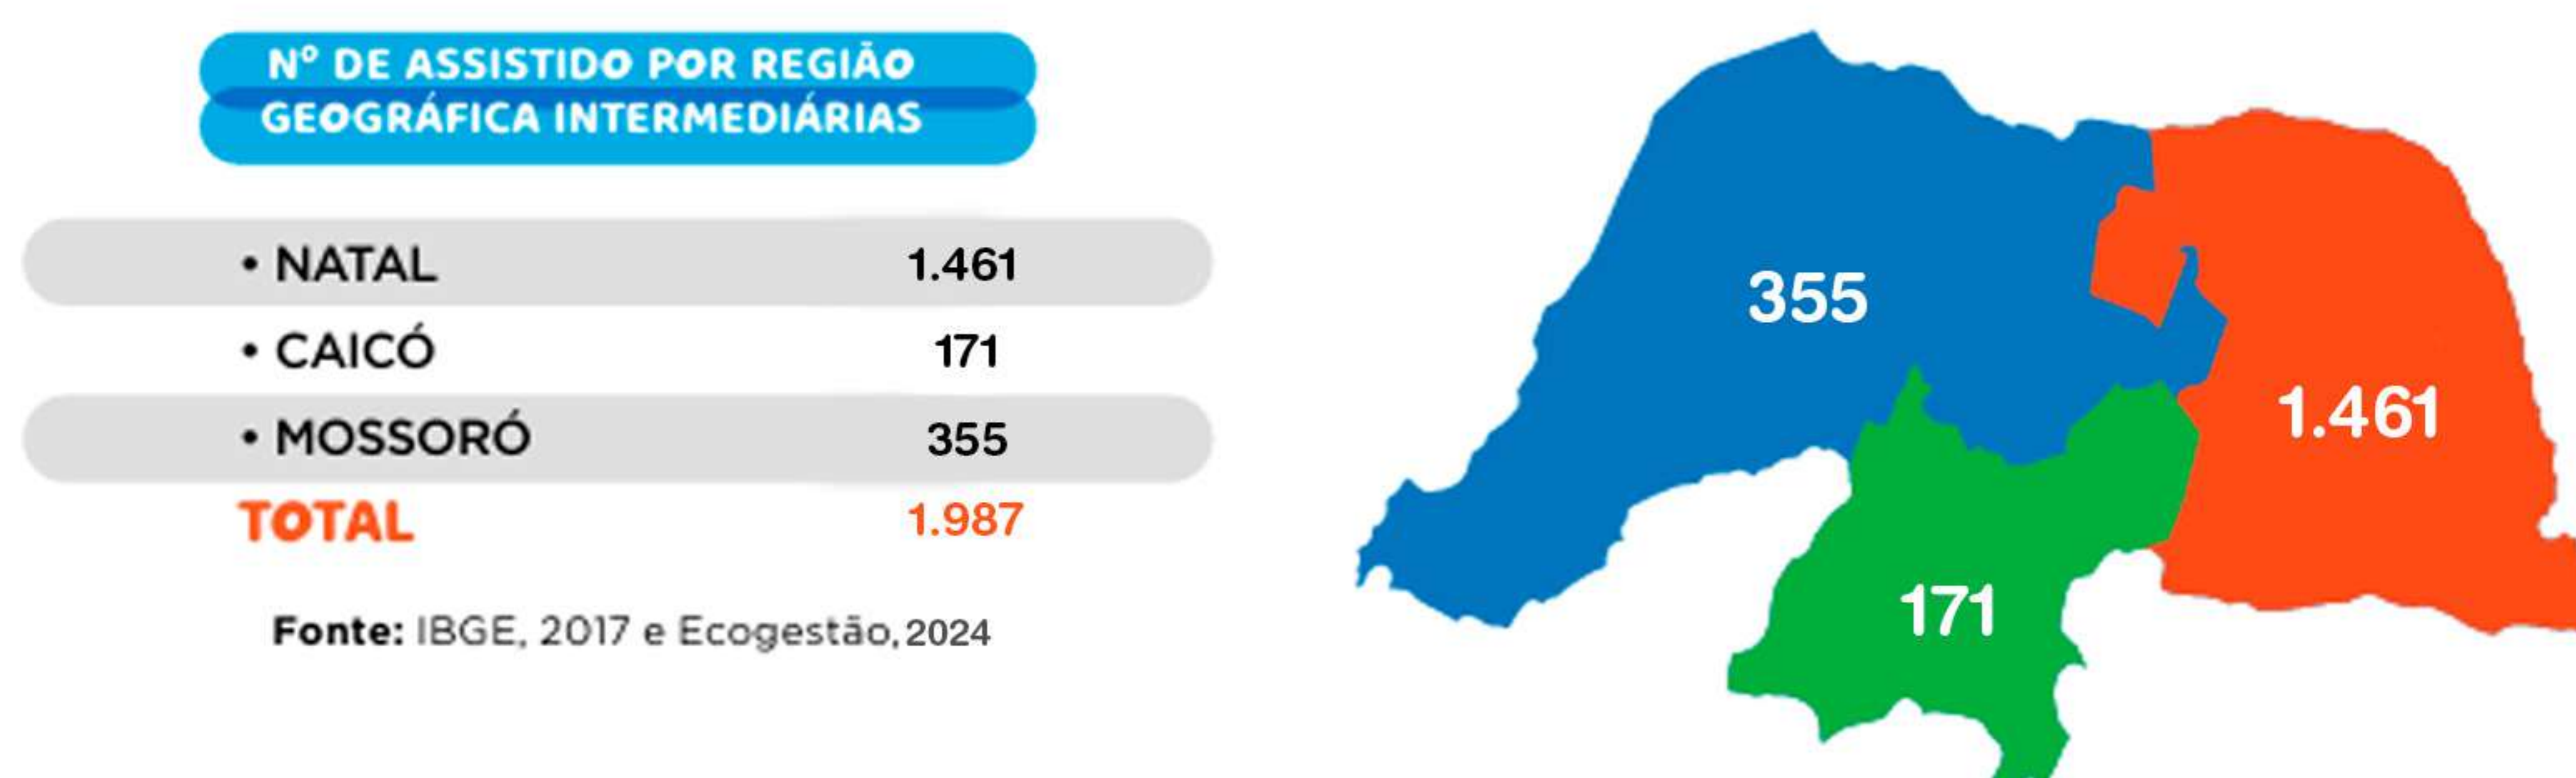 Nº DE ASSISTIDO POR REGIÃO
GEOGRÁFICA INTERMEDIÁRIAS
• NATAL 1.461
• CAICÓ 171
• MOSSORÓ 355
TOTAL 1.987
Fonte: IBGE, 2017 e Ecogestão, 2024
355
1.461
171